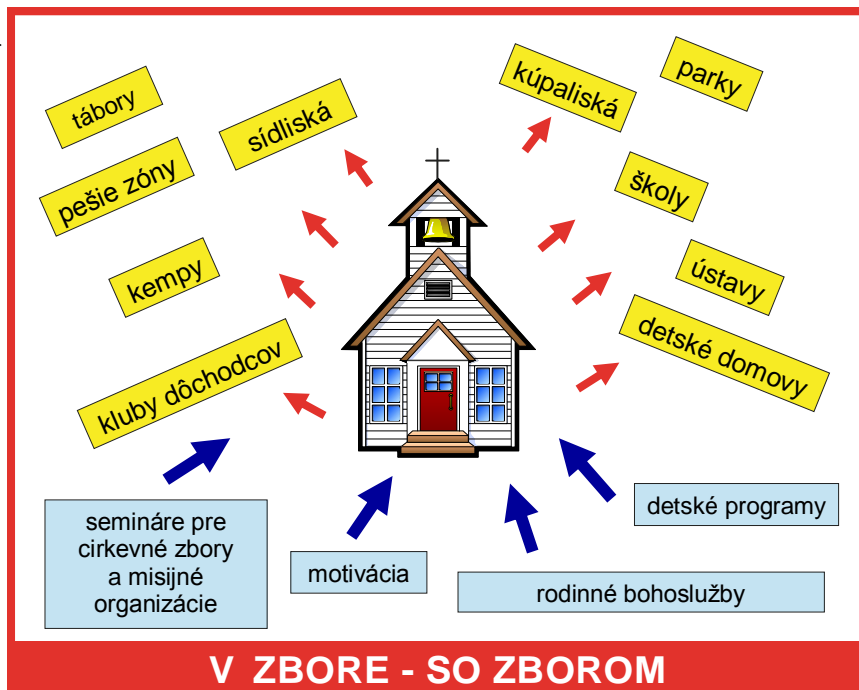 tábory
sídliská
kúpaliská
parky
pešie zóny
školy
kempy
ústavy
kluby dôchodcov
detské domovy
semináre pre
cirkevné zbory
a misijné
organizácie
motivácia
rodinné bohoslužby
detské programy
V ZBORE - SO ZBOROM